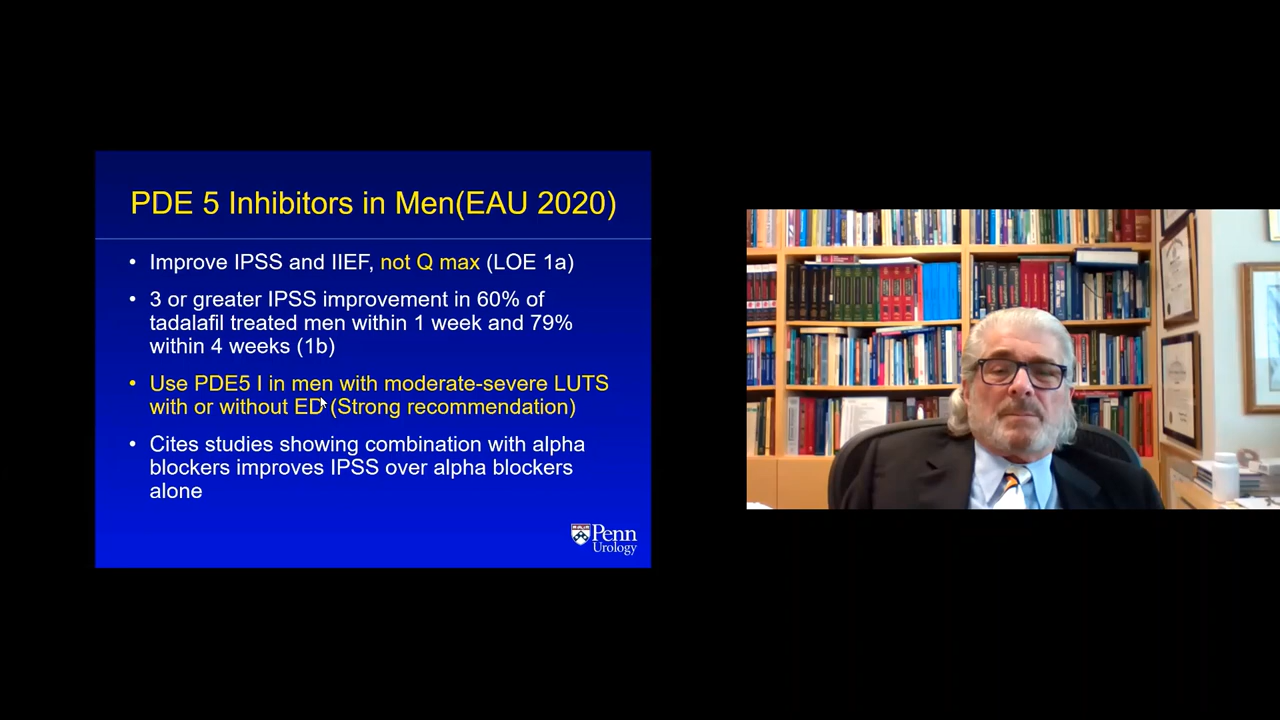 PDE 5 Inhibitors in Men(EAU 2020)
• Improve IPSS and IIEF, not Q max (LOE 1a)
• 3 or greater IPSS improvement in 60% of
tadalafil treated men within 1 week and 79%
within 4 weeks (1b)
• Use PDE5 I in men with moderate-severe LUTS
with or without ED (Strong recommendation)
• Cites studies showing combination with alpha
blockers improves IPSS over alpha blockers
alone
Penn
Urology